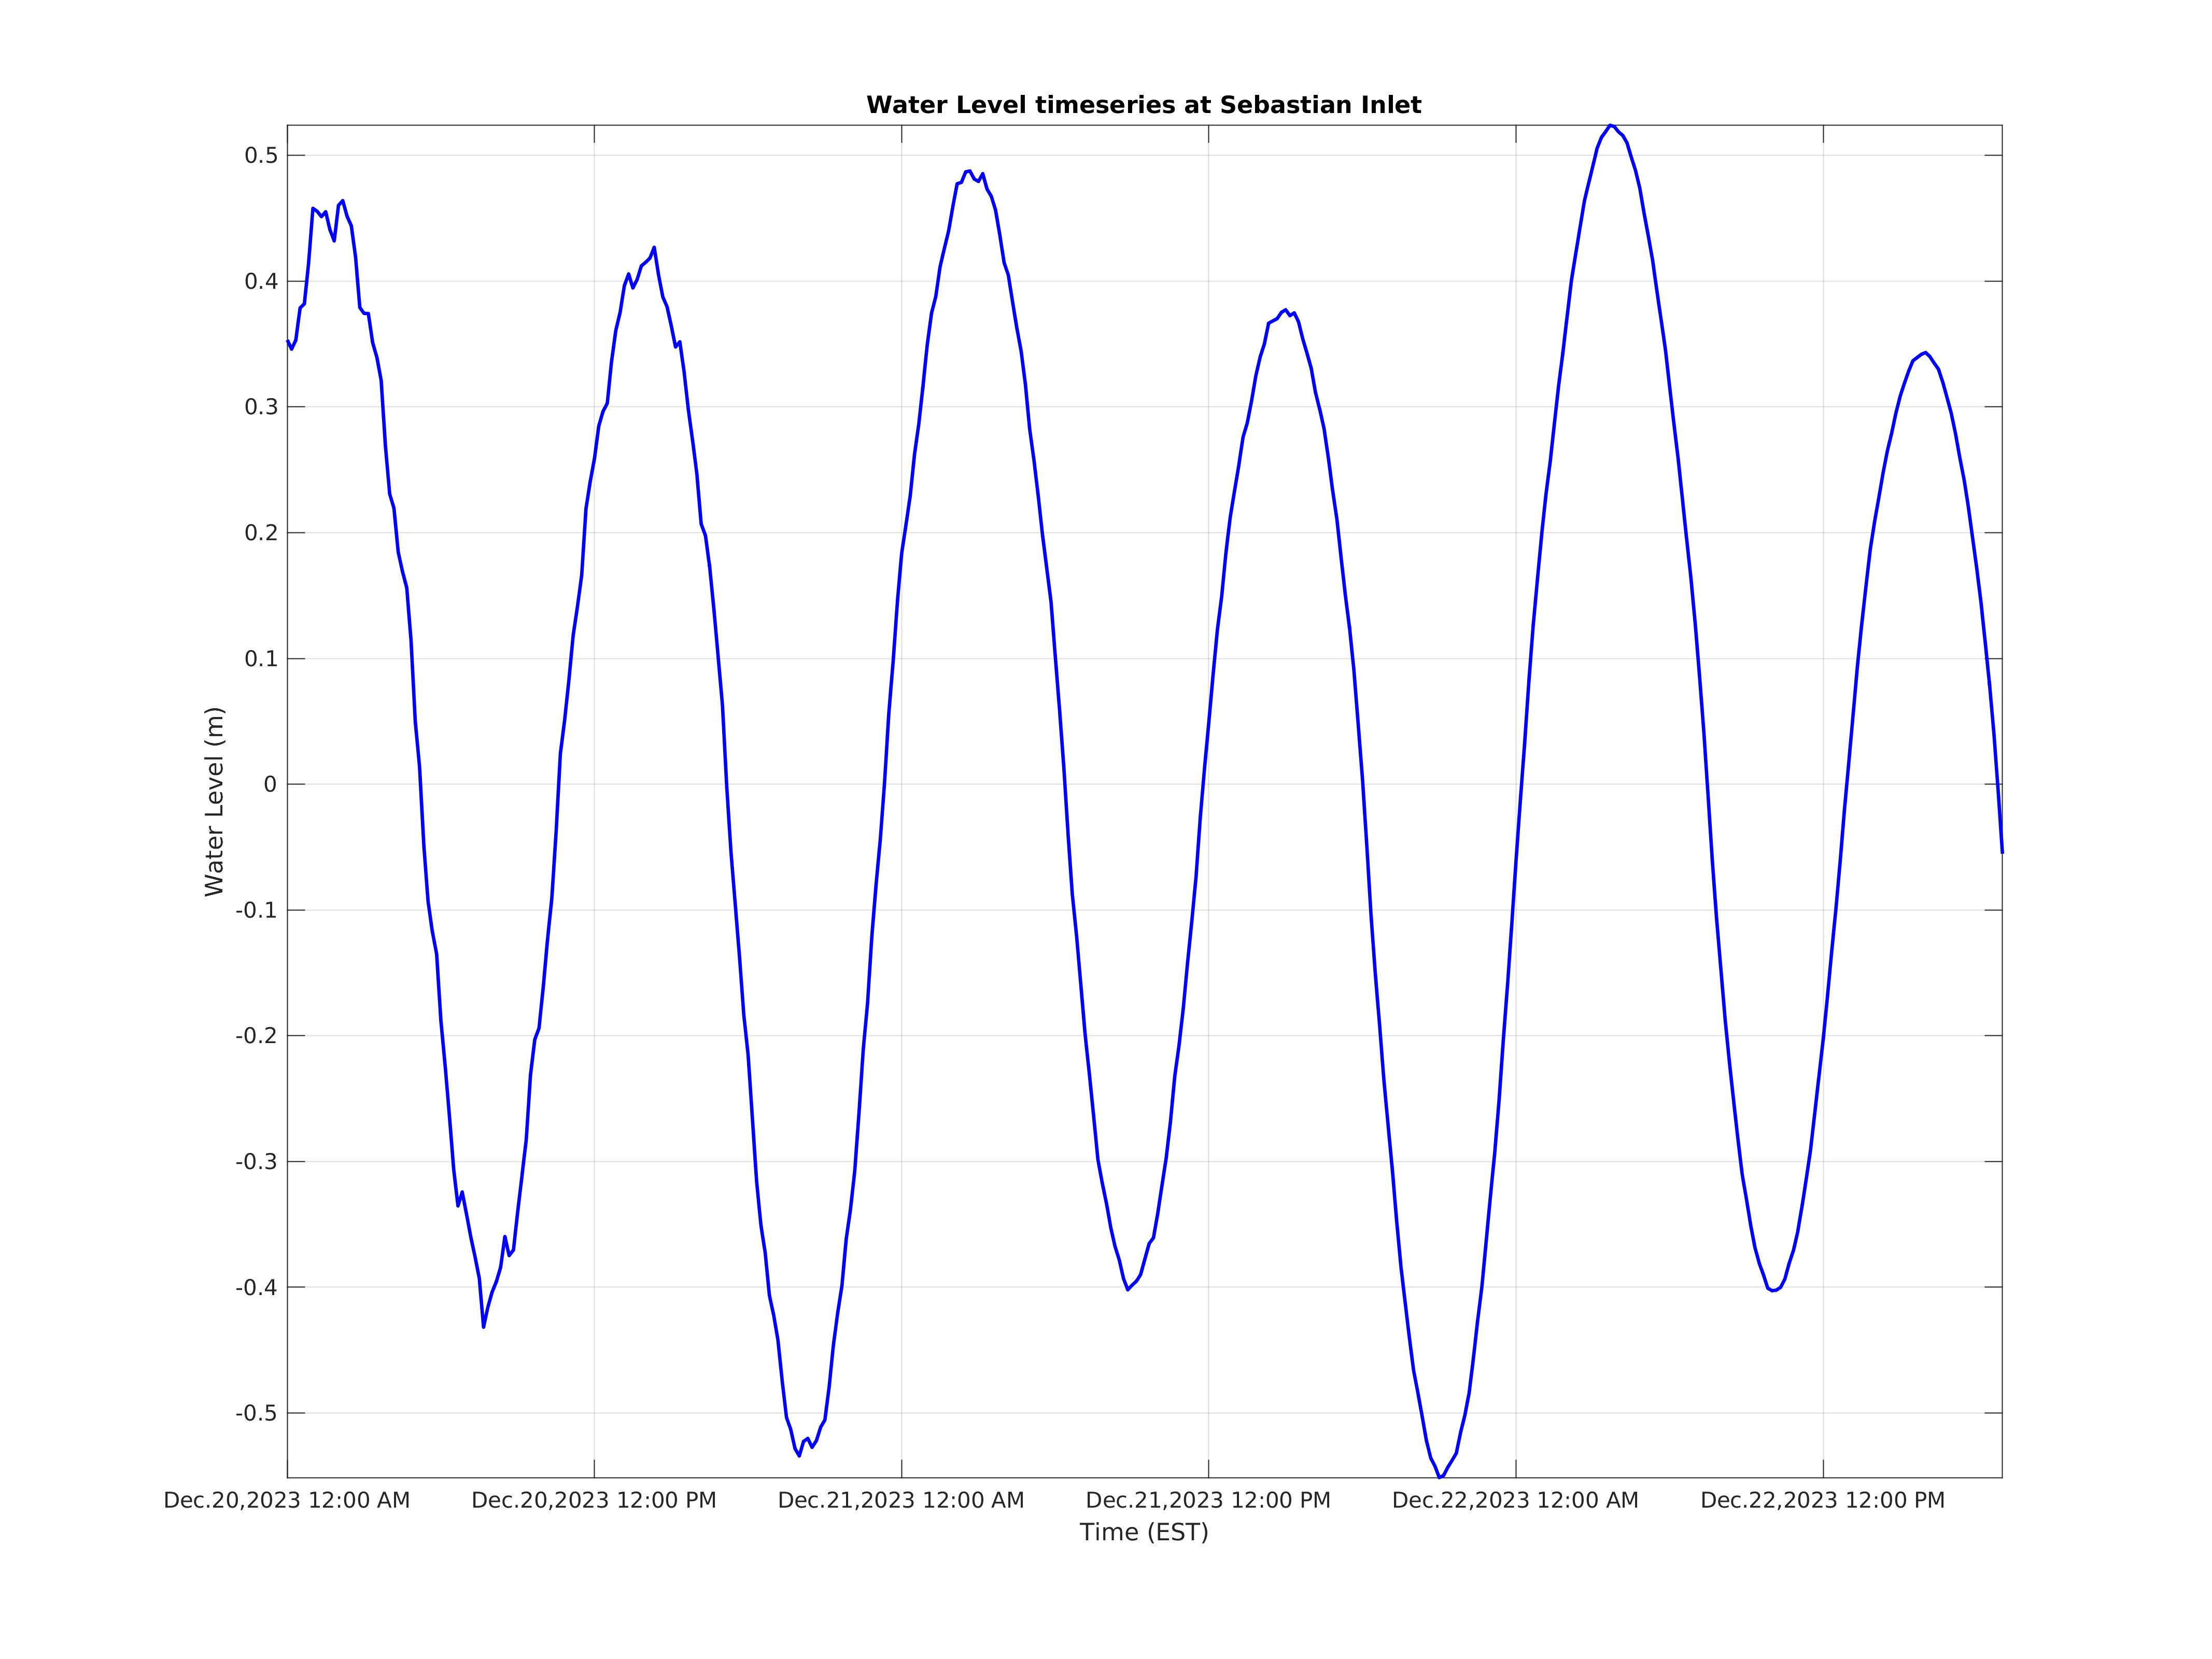 Water Level timeseries at Sebastian Inlet
0.5
0.4
0.3
0.2
0.1
0
-0.1
-0.2
-0.3
-0.4
-0.5
Water Level (m)
Dec.20,2023 12:00 AM
Dec.20,2023 12:00 PM
Dec.21,2023 12:00 AM
Dec.21,2023 12:00 PM
Dec.22,2023 12:00 AM
Dec.22,2023 12:00 PM
Time (EST)